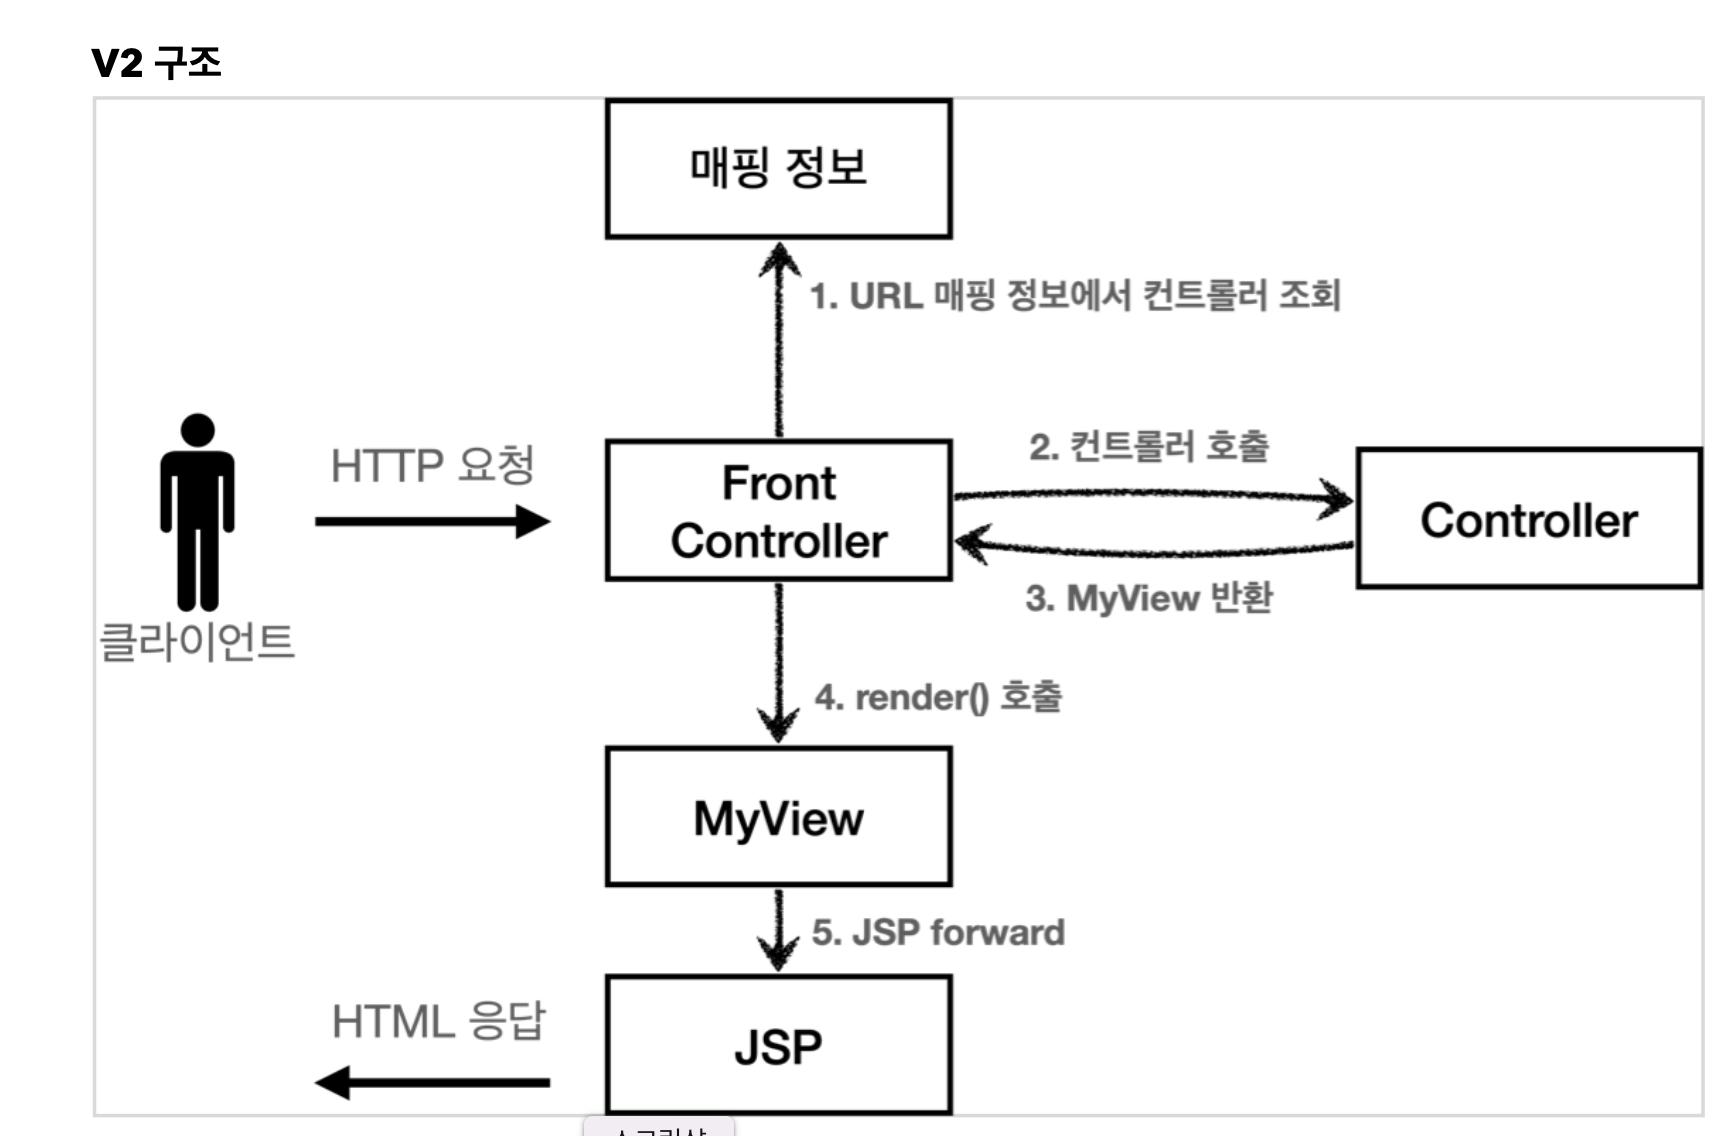 V2 구조
매핑 정보
1. URL 매핑 정보에서 컨트롤러 조회
HTTP 요청
Front
Controller
2. 컨트롤러 호출
Controller
3. MyView 반환
클라이언트
4. render() 호출
MyView
5. JSP forward
HTML 응답
JSP